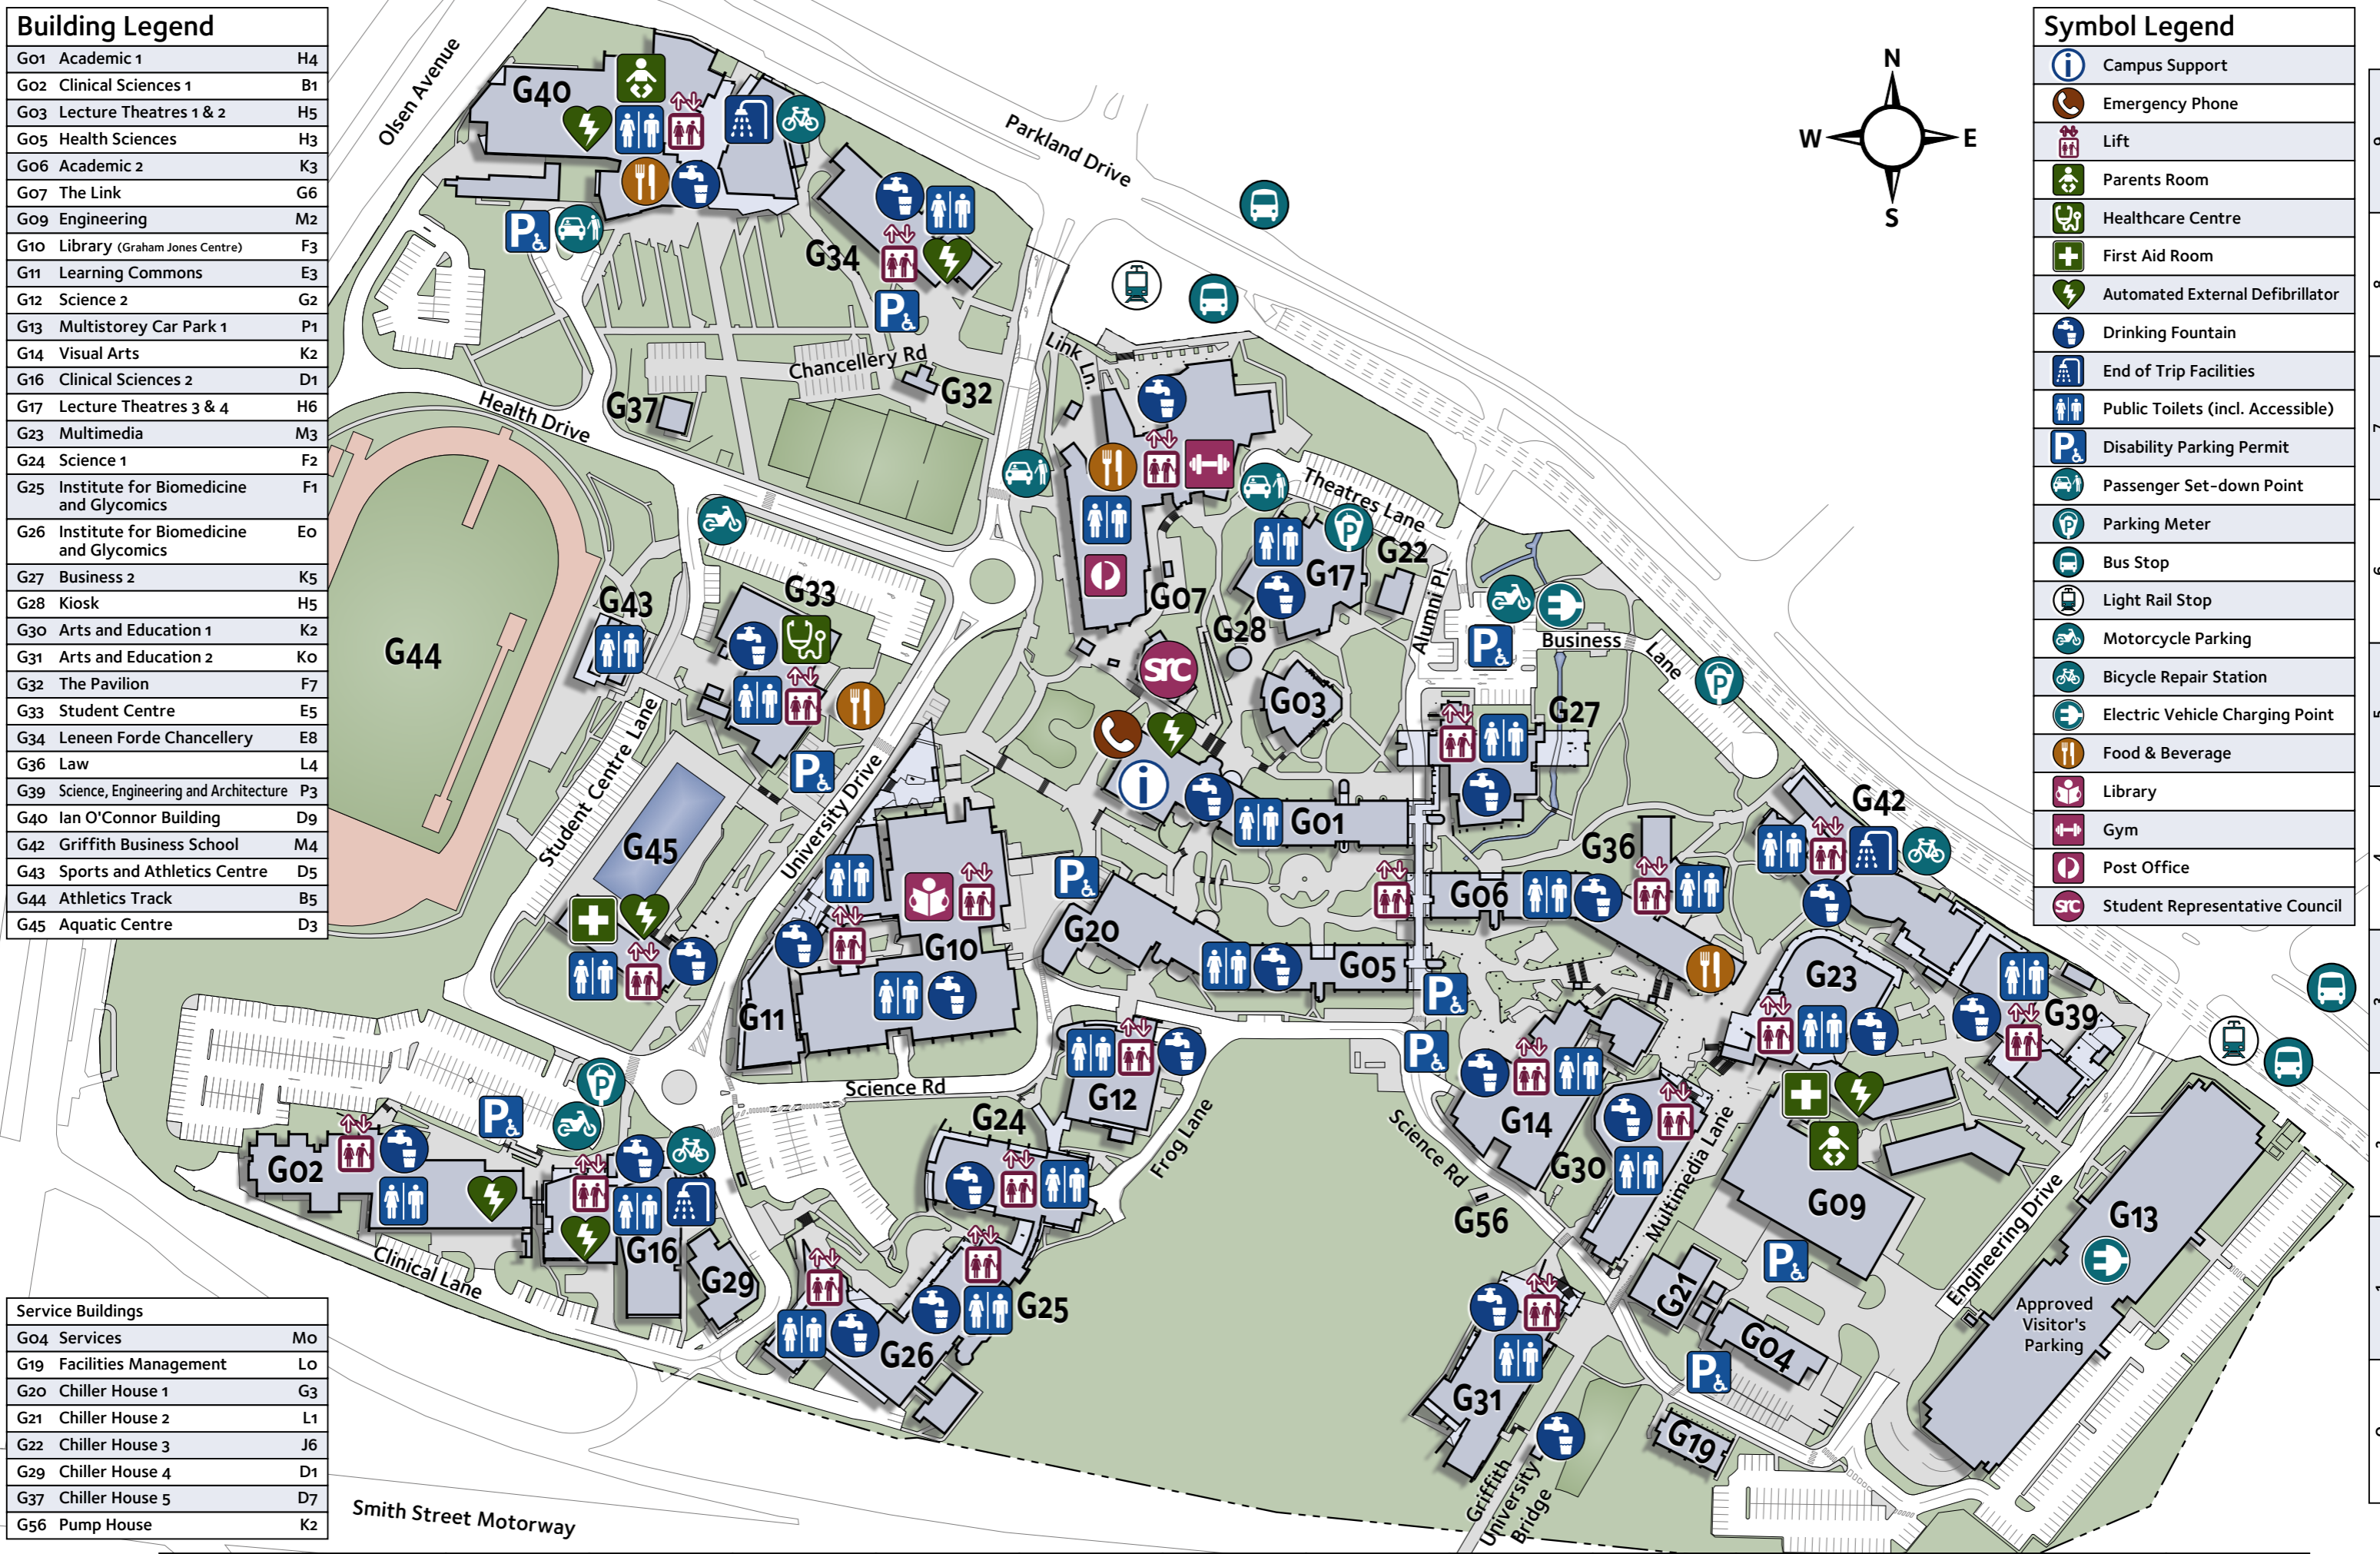 Building Legend
G01 Academic 1 H4
G02 Clinical Sciences 1 B1
G03 Lecture Theatres 1 & 2 H5
G05 Health Sciences H3
G06 Academic 2 K3
G07 The Link G6
G09 Engineering M2
G10 Library (Graham Jones Centre) F3
G11 Learning Commons E3
G12 Science 2 G2
G13 Multistorey Car Park 1 P1
G14 Visual Arts K2
G16 Clinical Sciences 2 D1
G17 Lecture Theatres 3 & 4 H6
G23 Multimedia M3
G24 Science 1 F2
G25 Institute for Biomedicine F1
and Glycomics
G26 Institute for Biomedicine E0
and Glycomics
G27 Business 2 K5
G28 Kiosk H5
G30 Arts and Education 1 K2
G31 Arts and Education 2 K0
G32 The Pavilion F7
G33 Student Centre E5
G34 Leneen Forde Chancellery E8
G36 Law L4
G39 Science, Engineering and Architecture P3
G40 Ian O'Connor Building D9
G42 Griffith Business School M4
G43 Sports and Athletics Centre D5
G44 Athletics Track B5
G45 Aquatic Centre D3
Service Buildings
G04 Services M0
G19 Facilities Management L0
G20 Chiller House 1 G3
G21 Chiller House 2 L1
G22 Chiller House 3 J6
G29 Chiller House 4 D1
G37 Chiller House 5 D7
G56 Pump House K2
Symbol Legend
i Campus Support
Emergency Phone
Lift
Parents Room
Healthcare Centre
First Aid Room
Automated External Defibrillator
Drinking Fountain
End of Trip Facilities
Public Toilets (incl. Accessible)
P Disability Parking Permit
Passenger Set-down Point
P Parking Meter
Bus Stop
Light Rail Stop
Motorcycle Parking
Bicycle Repair Station
Electric Vehicle Charging Point
Food & Beverage
Library
Gym
Post Office
src Student Representative Council
N
W E
S
Olsen Avenue
Parkland Drive
G40
G34
P
P
Link Ln.
Chancellery Rd
G32
G37
Health Drive
Theatres Lane
P
G22
G17
G07
G28
Alumni Pl.
P
Business
Lane
P
G43
G33
G44
src
G03
G27
Student Centre Lane
P
University Drive
i
G01
G45
G42
G36
P
G06
G20
G10
G05
G23
P
G11
G39
P
G12
Science Rd
P
G24
Frog Lane
Science Rd
G14
G30
Multimedia Lane
P
G02
G16
G29
Clinical Lane
G56
G09
P
Engineering Drive
G13
Approved
Visitor's
Parking
G25
G26
G21
G04
P
G31
G19
Griffith
University
Bridge
Smith Street Motorway